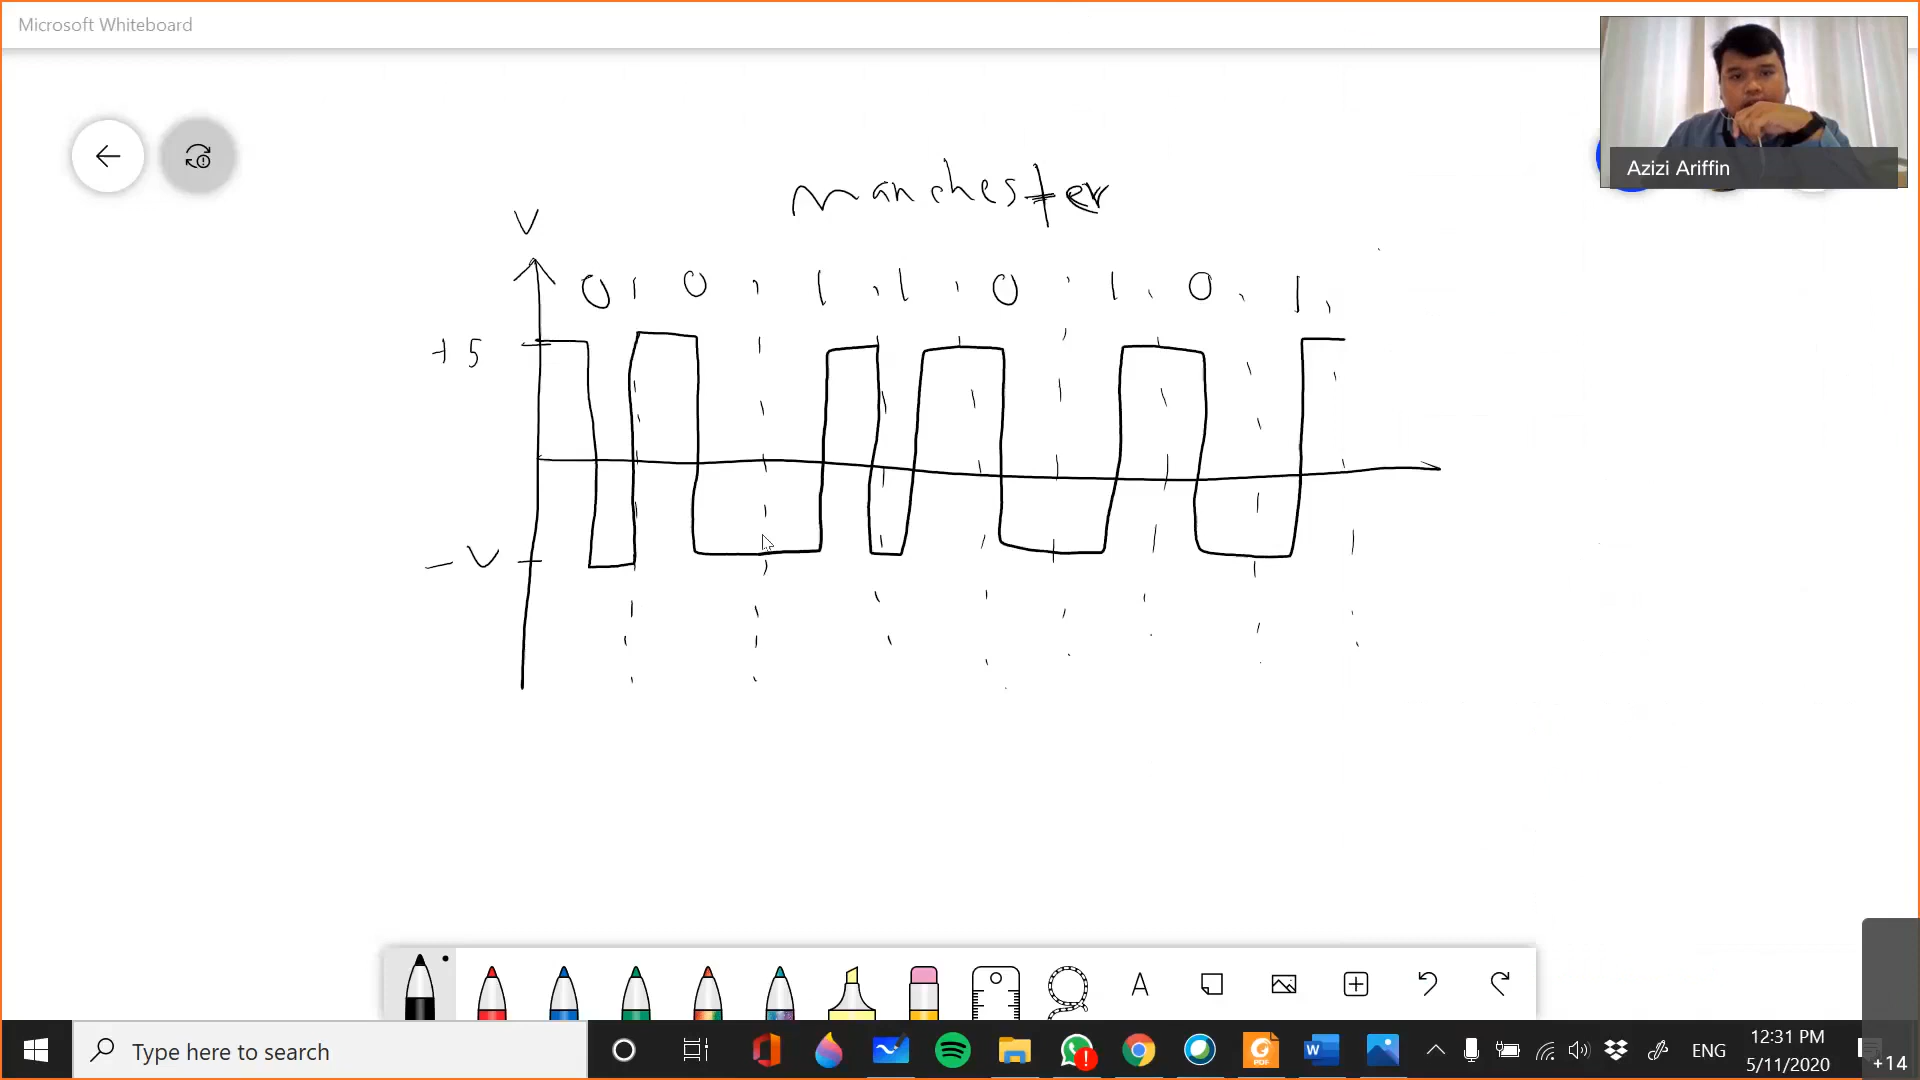 Microsoft Whiteboard
Azizi Ariffin
manchester
V
0 0 1 1 0 1 0 1
+5
-V
A
Type here to search
PDF
W
ENG
12:31 PM
5/11/2020
+14